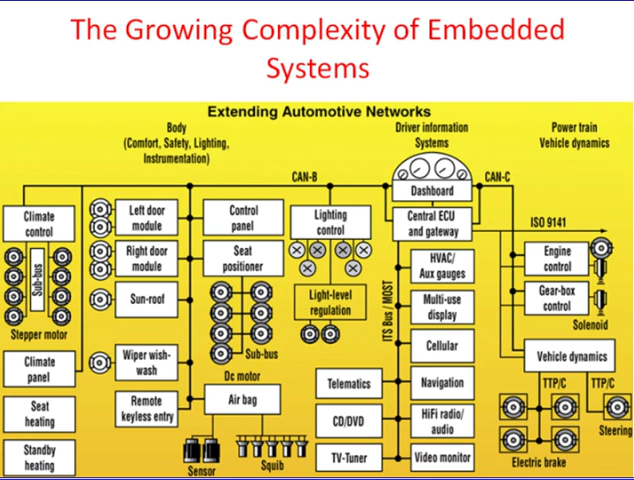 The Growing Complexity of Embedded
Systems
Extending Automotive Networks
Body
(Comfort, Safety, Lighting,
Instrumentation)
Driver information
Systems
Power train
Vehicle dynamics
CAN-B
CAN-C
Dashboard
Climate
control
Left door
module
Control
panel
Lighting
control
Central ECU
and gateway
ISO 9141
Right door
module
Seat
positioner
HVAC/
Aux gauges
Engine
control
Sub-bus
Sun-roof
Light-level
regulation
ITS Bus / MOST
Multi-use
display
Gear-box
control
Solenoid
Stepper motor
Climate
panel
Wiper wish-
wash
Sub-bus
Dc motor
Cellular
Vehicle dynamics
Seat
heating
Remote
keyless entry
Air bag
Telematics
Navigation
TTP/C
TTP/C
CD/DVD
HiFi radio/
audio
Steering
Standby
heating
Sensor
Squib
TV-Tuner
Video monitor
Electric brake